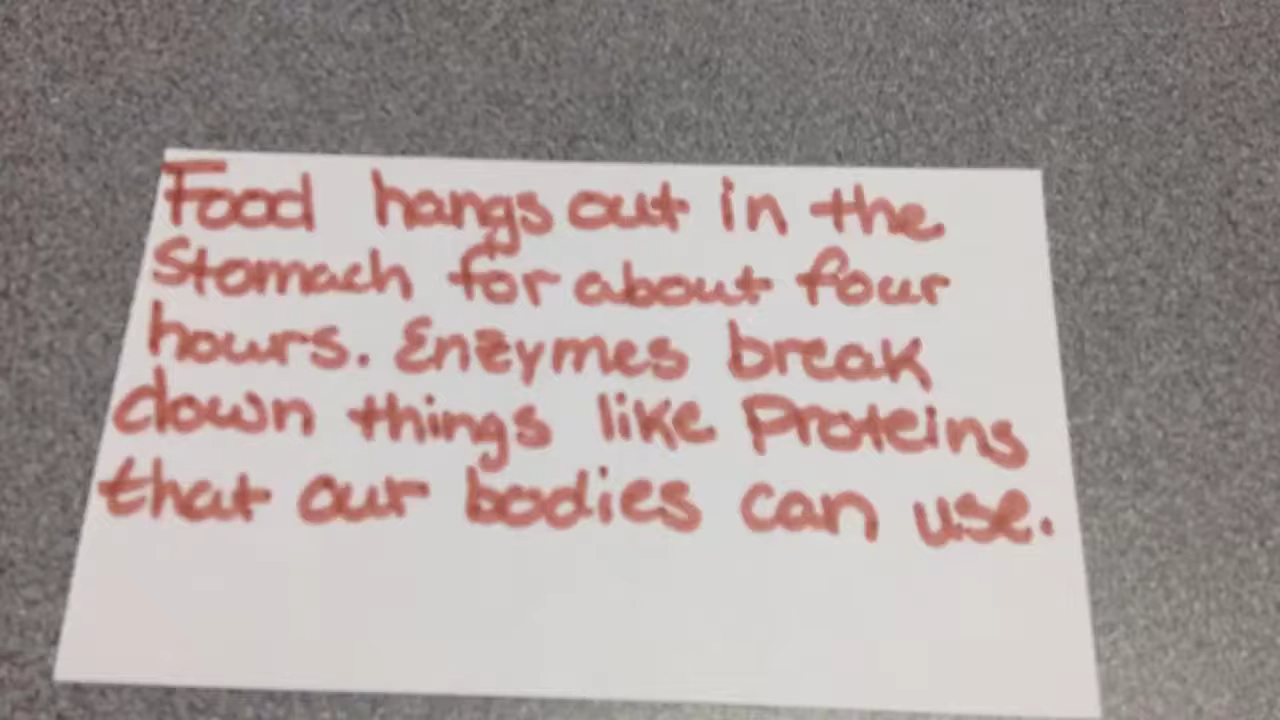 Food hangs out in the
Stomach for about four
hours. Enzymes break
down things like Proteins
that our bodies can use.